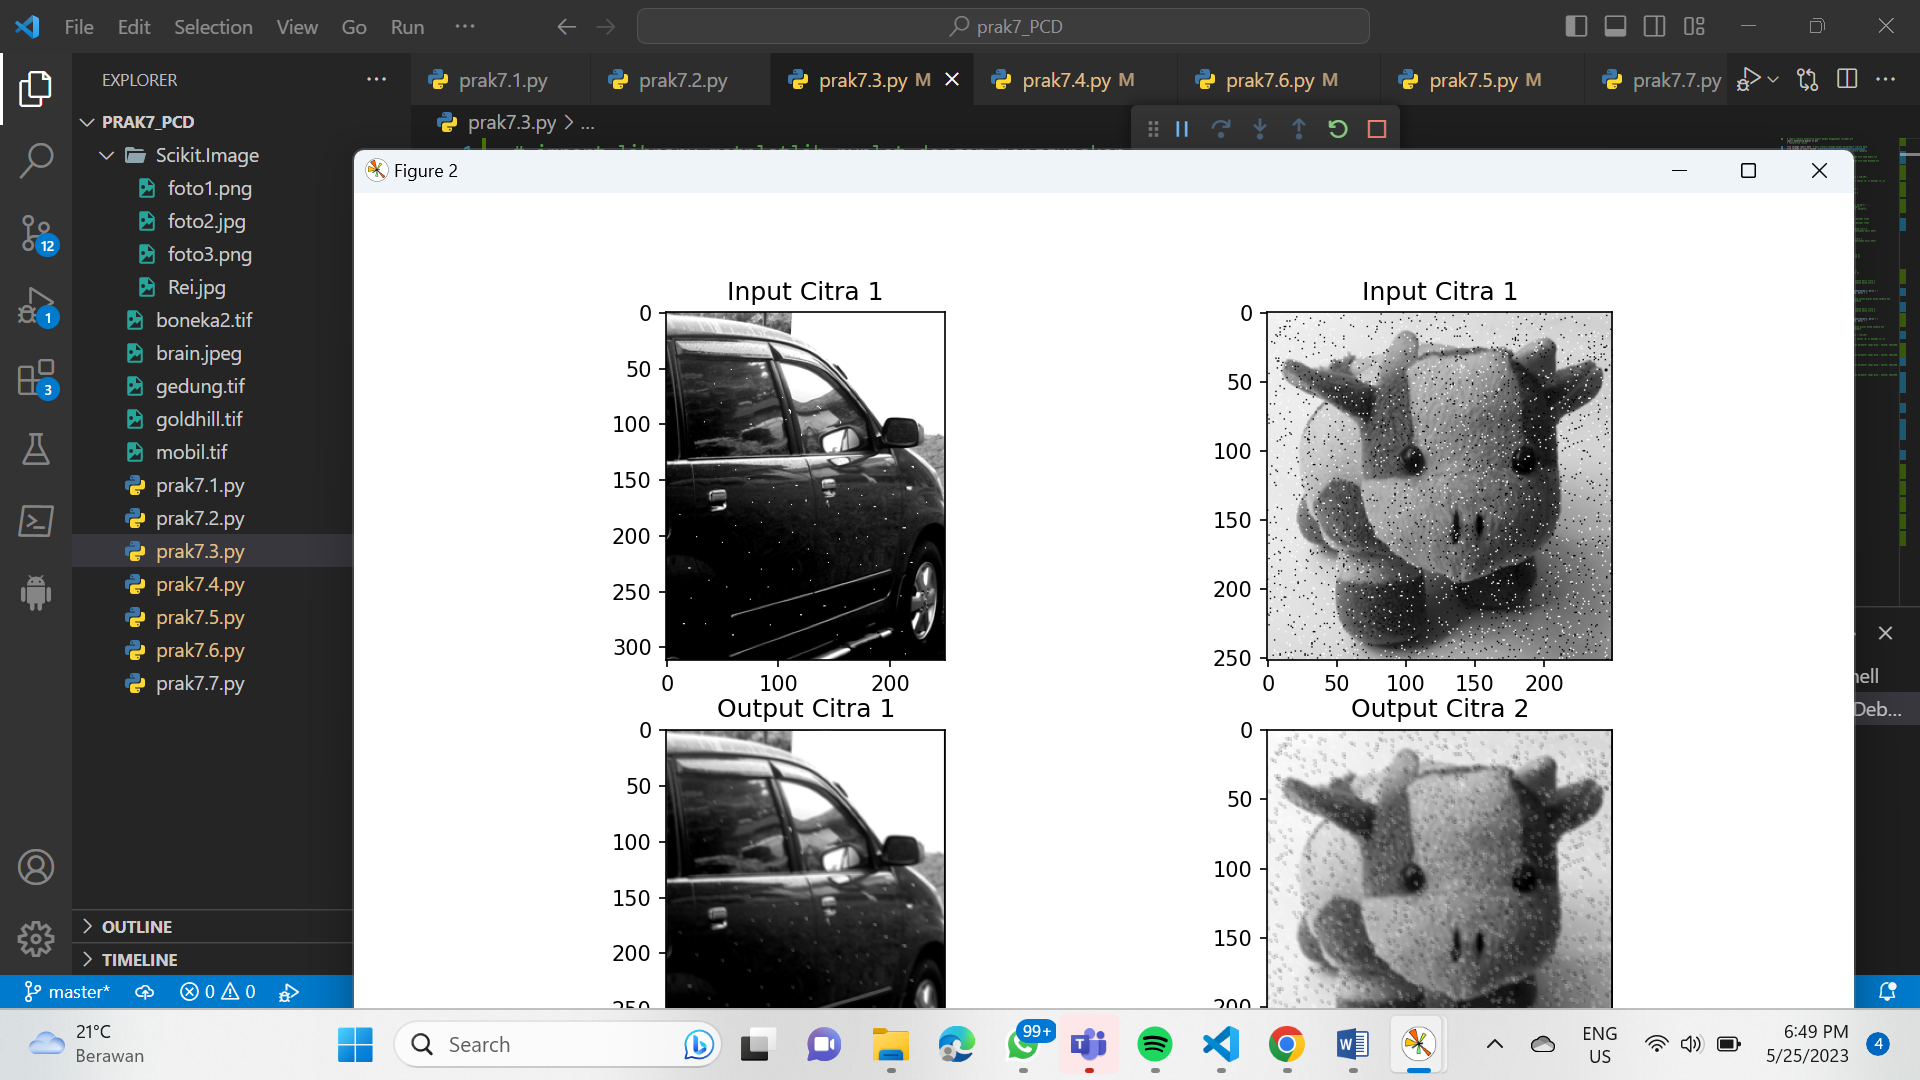 File Edit Selection View Go Run ···
prak7_PCD
EXPLORER
prak7.1.py
prak7.2.py
prak7.3.py M
prak7.4.py M
prak7.6.py M
prak7.5.py M
prak7.7.py
PRAK7_PCD
prak7.3.py > ...
Scikit.Image
foto1.png
foto2.jpg
foto3.png
Rei.jpg
boneka2.tif
brain.jpeg
gedung.tif
goldhill.tif
mobil.tif
prak7.1.py
prak7.2.py
prak7.3.py
prak7.4.py
prak7.5.py
prak7.6.py
prak7.7.py
OUTLINE
TIMELINE
12
1
3
Figure 2
Input Citra 1
0
50
100
150
200
250
300
0 100 200
Input Citra 1
0
50
100
150
200
250
0 50 100 150 200
Output Citra 1
0
50
100
150
200
250
Output Citra 2
0
50
100
150
200
Deb...
master*
0 0
21°C
Berawan
Search
99+
ENG
US
6:49 PM
5/25/2023
4